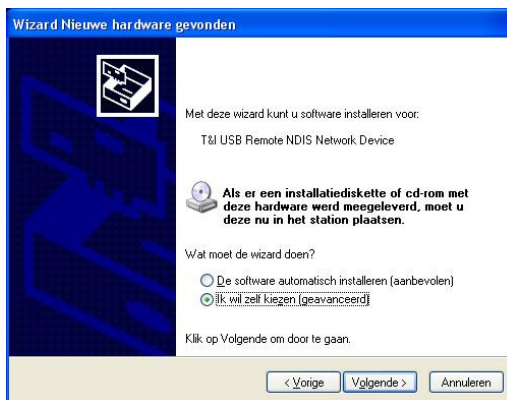 Wizard Nieuwe hardware gevonden
Met deze wizard kunt u software installeren voor:
T&I USB Remote NDIS Network Device
Als er een installatiediskette of cd-rom met
deze hardware werd meegeleverd, moet u
deze nu in het station plaatsen.
Wat moet de wizard doen?
De software automatisch installeren (aanbevolen)
Ik wil zelf kiezen (geavanceerd)
Klik op Volgende om door te gaan.
< Vorige
Volgende >
Annuleren